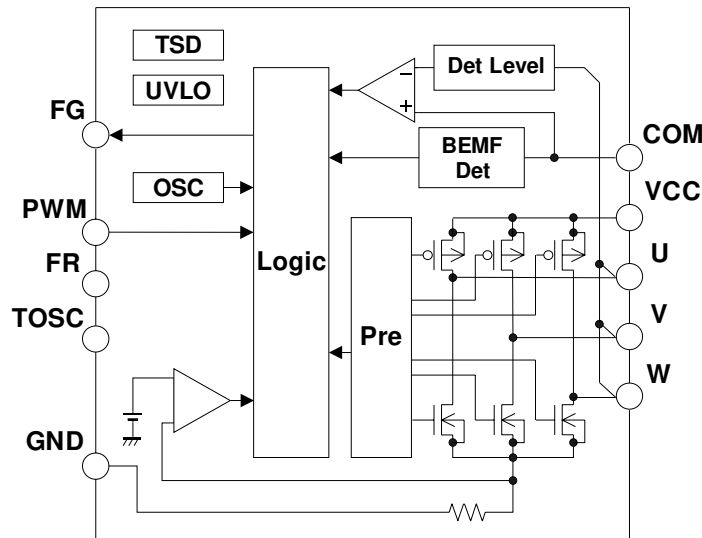 TSD
UVLO
Det Level
−
+
FG
COM
BEMF
Det
OSC
VCC
PWM
Logic
U
FR
TOSC
Pre
V
W
GND